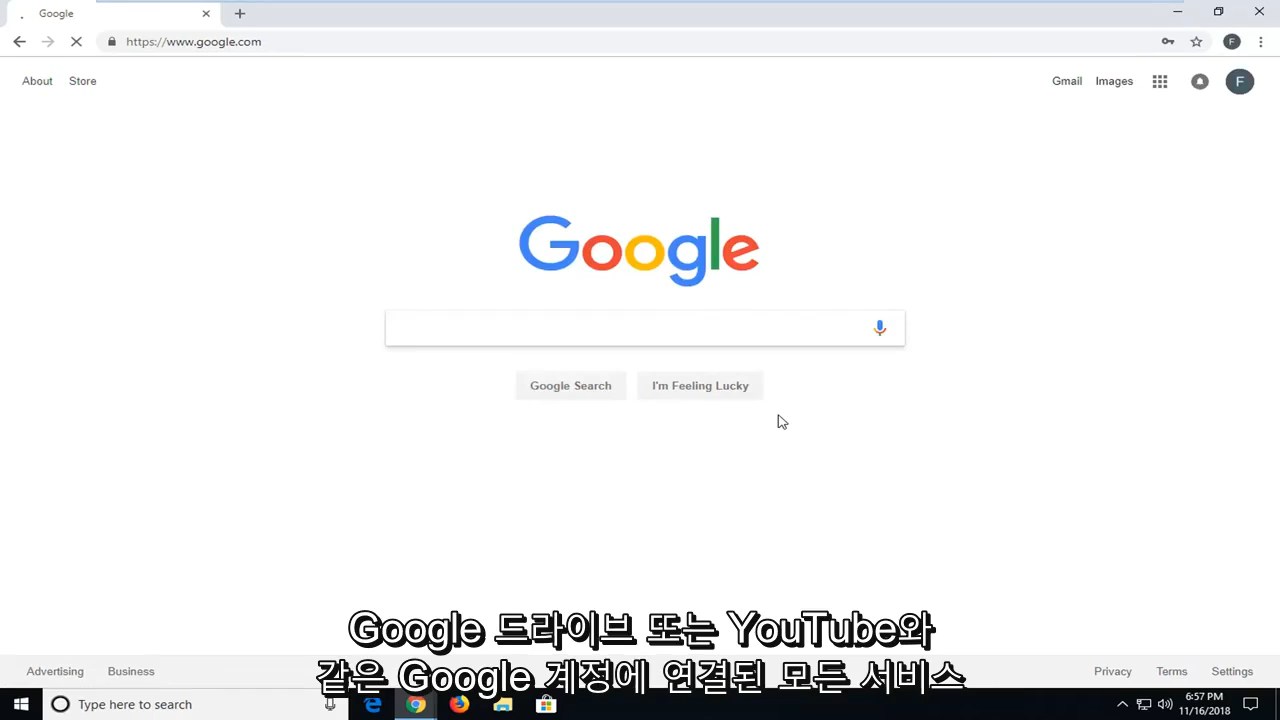 Google
https://www.google.com
F
About Store Gmail Images F
Google
Google Search I'm Feeling Lucky
Google 드라이브 또는 YouTube와
같은 Google 계정에 연결된 모든 서비스
Advertising Business Privacy Terms Settings
Type here to search
6:57 PM
11/16/2018